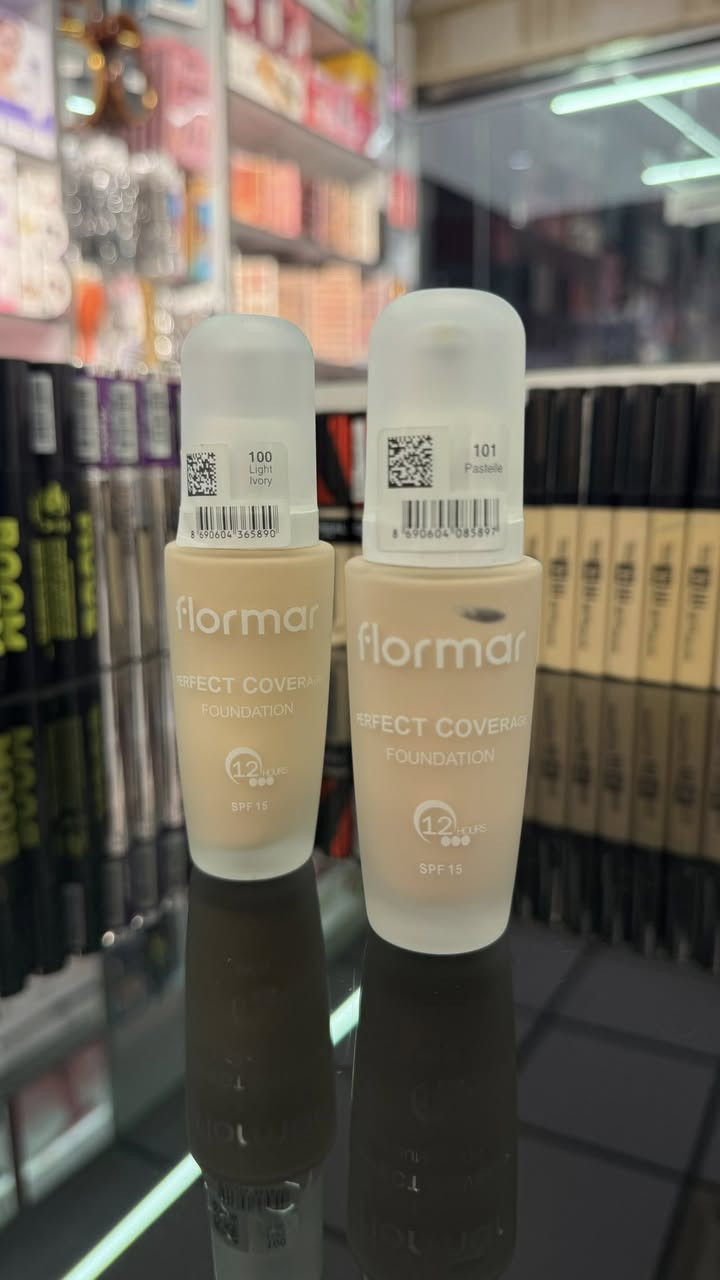 100
Light
Ivory
8 690604 365890
flormar
PERFECT COVERAGE
FOUNDATION
12 HOURS
SPF 15
101
Pastelle
8 690604 085897
flormar
PERFECT COVERAGE
FOUNDATION
12 HOURS
SPF 15
BOOM